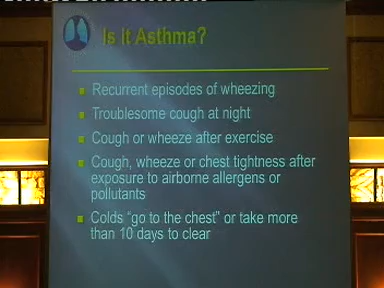 Is It Asthma?
Recurrent episodes of wheezing
Troublesome cough at night
Cough or wheeze after exercise
Cough, wheeze or chest tightness after
exposure to airborne allergens or
pollutants
Colds “go to the chest” or take more
than 10 days to clear